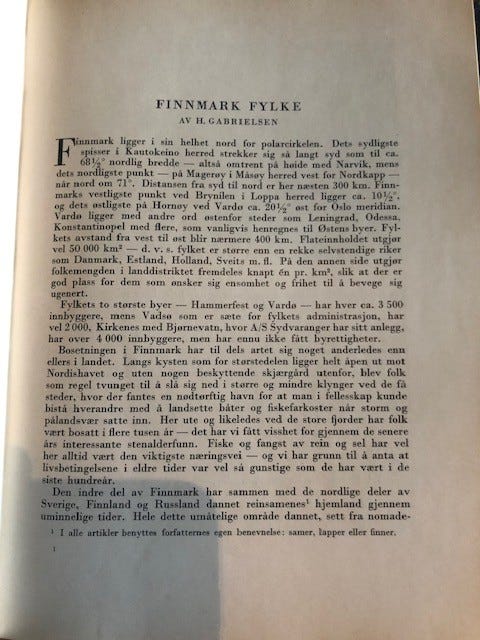 FINNMARK FYLKE
AV H. GABRIELSEN
Finnmark ligger i sin helhet nord for polarcirkelen. Dets sydligste
spisser i Kautokeino herred strekker sig så langt syd som til ca.
68½° nordlig bredde — altså omtrent på høide med Narvik, mens
dets nordligste punkt — på Magerøy i Måsøy herred vest for Nordkapp —
når nord om 71°. Distansen fra syd til nord er her næsten 300 km. Finn-
marks vestligste punkt ved Brynilen i Loppa herred ligger ca. 10½°,
og dets østligste på Hornøy ved Vardø ca. 20½° øst for Oslo meridian.
Vardø ligger med andre ord østenfor steder som Leningrad, Odessa,
Konstantinopel med flere, som vanligvis henregnes til Østens byer. Fyl-
kets avstand fra vest til øst blir nærmere 400 km. Flateinnholdet utgjør
vel 50 000 km² — d. v. s. fylket er større enn en rekke selvstendige riker
som Danmark, Estland, Holland, Sveits m. fl. På den annen side utgjør
folkemengden i landdistriktet fremdeles knapt én pr. km², slik at der er
god plass for dem som ønsker sig ensomhet og frihet til å bevege sig
ugenert.
Fylkets to største byer — Hammerfest og Vardø — har hver ca. 3 500
innbyggere, mens Vadsø som er sæte for fylkets administrasjon, har
vel 2 000, Kirkenes med Bjørnevatn, hvor A/S Sydvaranger har sitt anlegg,
har over 4 000 innbyggere, men har ennu ikke fått byrettigheter.
Bosetningen i Finnmark har til dels artet sig noget anderledes enn
ellers i landet. Langs kysten som for størstedelen ligger helt åpen ut mot
Nordishavet og uten nogen beskyttende skjærgård utenfor, blev folk
som regel tvunget til å slå sig ned i større og mindre klynger ved de få
steder, hvor der fantes en nødtørftig havn for at man i fellesskap kunde
bistå hverandre med å landsette båter og fiskefarkoster når storm og
pålandsvær satte inn. Her ute og likeledes ved de store fjorder har folk
vært bosatt i flere tusen år — det har vi fått visshet for gjennem de senere
års interessante stenalderfunn. Fiske og fangst av rein og sel har vel
her alltid vært den viktigste næringsvei — og vi har grunn til å anta at
livsbetingelsene i eldre tider var vel så gunstige som de har vært i de
siste hundreår.
Den indre del av Finnmark har sammen med de nordlige deler av
Sverige, Finnland og Russland dannet reinsamenes¹ hjemland gjennem
uminnelige tider. Hele dette umåtelige område dannet, sett fra nomade-
¹ I alle artikler benyttes forfatternes egen benevnelse: samer, lapper eller finner.
1